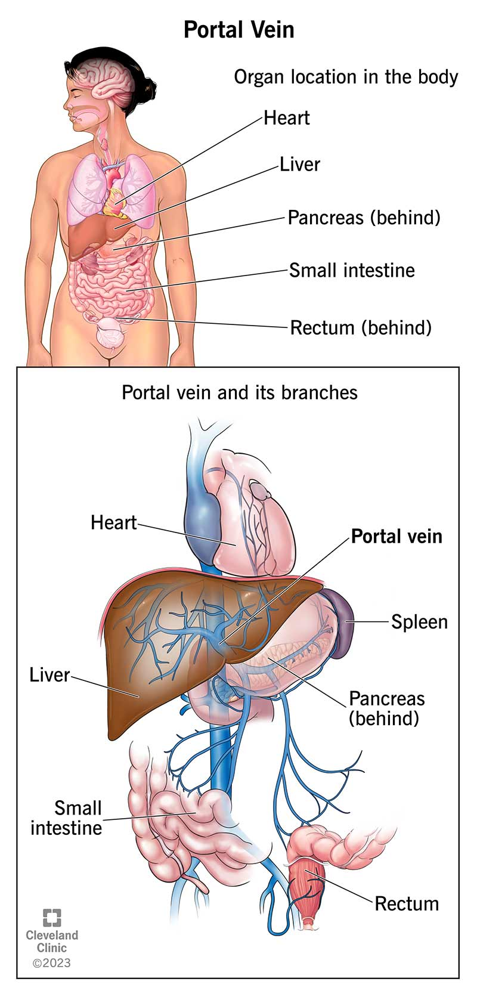 Portal Vein
Organ location in the body
Heart
Liver
Pancreas (behind)
Small intestine
Rectum (behind)
Portal vein and its branches
Heart
Portal vein
Spleen
Liver
Pancreas
(behind)
Small
intestine
Rectum
Cleveland
Clinic
©2023